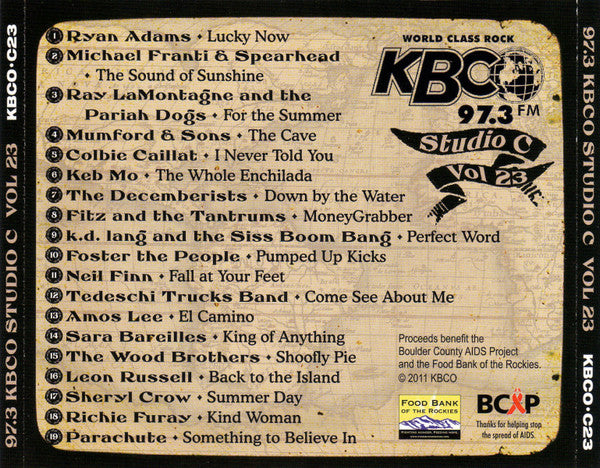 97.3 KBCO STUDIO C VOL 23 KBCO•C23
1 Ryan Adams • Lucky Now
2 Michael Franti & Spearhead
• The Sound of Sunshine
3 Ray LaMontagne and the
Pariah Dogs • For the Summer
4 Mumford & Sons • The Cave
5 Colbie Caillat • I Never Told You
6 Keb Mo • The Whole Enchilada
7 The Decemberists • Down by the Water
8 Fitz and the Tantrums • MoneyGrabber
9 k.d. lang and the Siss Boom Bang • Perfect Word
10 Foster the People • Pumped Up Kicks
11 Neil Finn • Fall at Your Feet
12 Tedeschi Trucks Band • Come See About Me
13 Amos Lee • El Camino
14 Sara Bareilles • King of Anything
15 The Wood Brothers • Shoofly Pie
16 Leon Russell • Back to the Island
17 Sheryl Crow • Summer Day
18 Richie Furay • Kind Woman
19 Parachute • Something to Believe In
WORLD CLASS ROCK
KBCO
97.3 FM
Studio C
Vol 23
Proceeds benefit the
Boulder County AIDS Project
and the Food Bank of the Rockies.
© 2011 KBCO
FOOD BANK
OF THE ROCKIES
BCAP
Thanks for helping stop
the spread of AIDS.
97.3 KBCO STUDIO C VOL 23 KBCO•C23